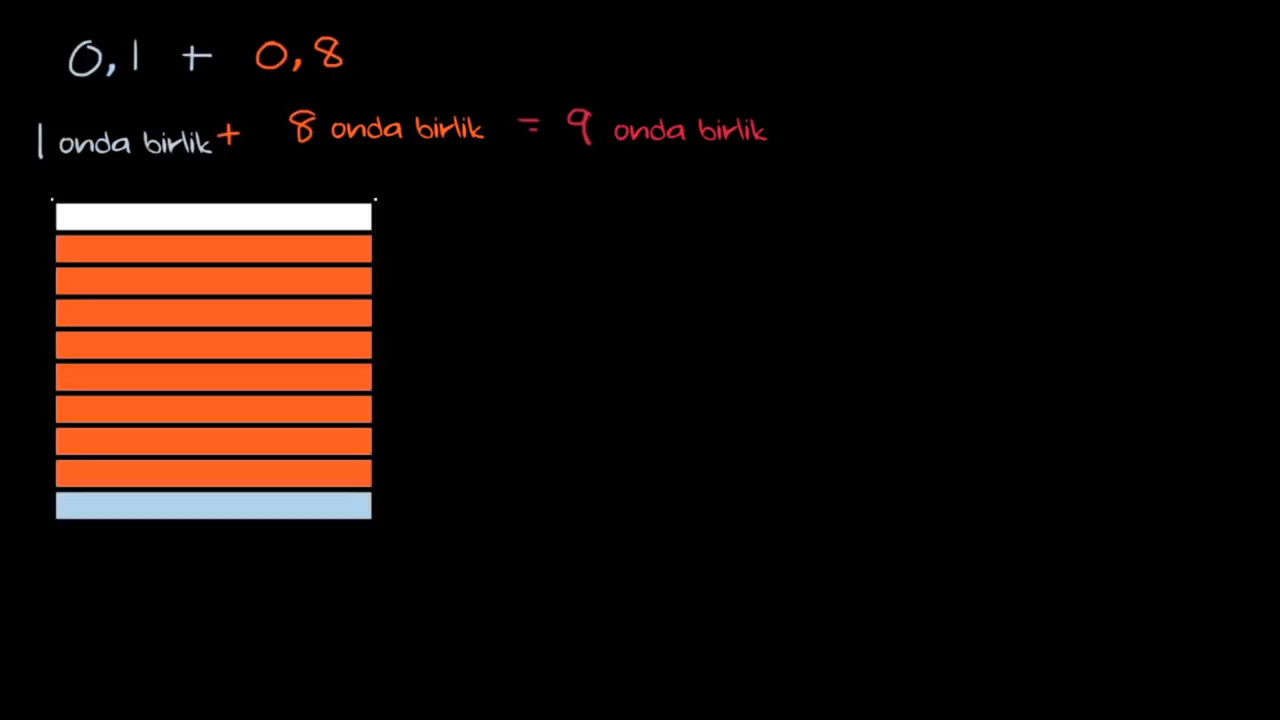 0,1 + 0,8
1 onda birlik + 8 onda birlik = 9 onda birlik